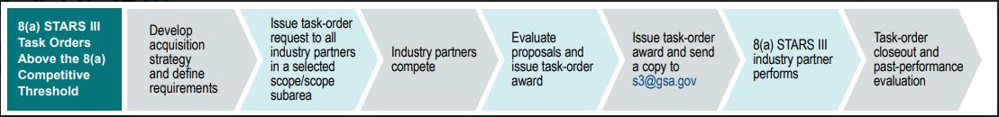 8(a) STARS III
Task Orders
Above the 8(a)
Competitive
Threshold
Develop
acquisition
strategy
and define
requirements
Issue task-order
request to all
industry partners
in a selected
scope/scope
subarea
Industry partners
compete
Evaluate
proposals and
issue task-order
award
Issue task-order
award and send
a copy to
s3@gsa.gov
8(a) STARS III
industry partner
performs
Task-order
closeout and
past-performance
evaluation